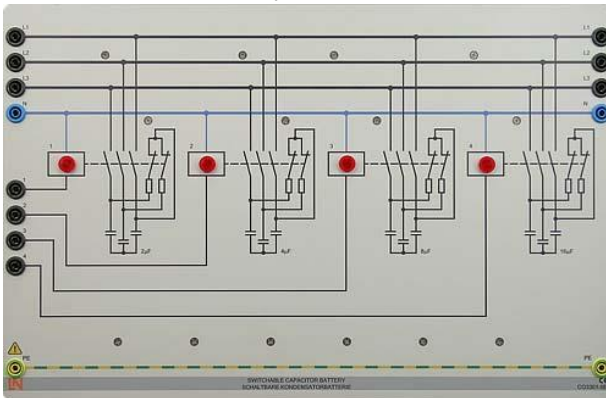 L1 L1
L2 L2
L3 L3
N N
1 2 3 4
1
2
3
4
2µF 4µF 8µF 16µF
PE PE
SWITCHABLE CAPACITOR BATTERY
SCHALTBARE KONDENSATORBATTERIE